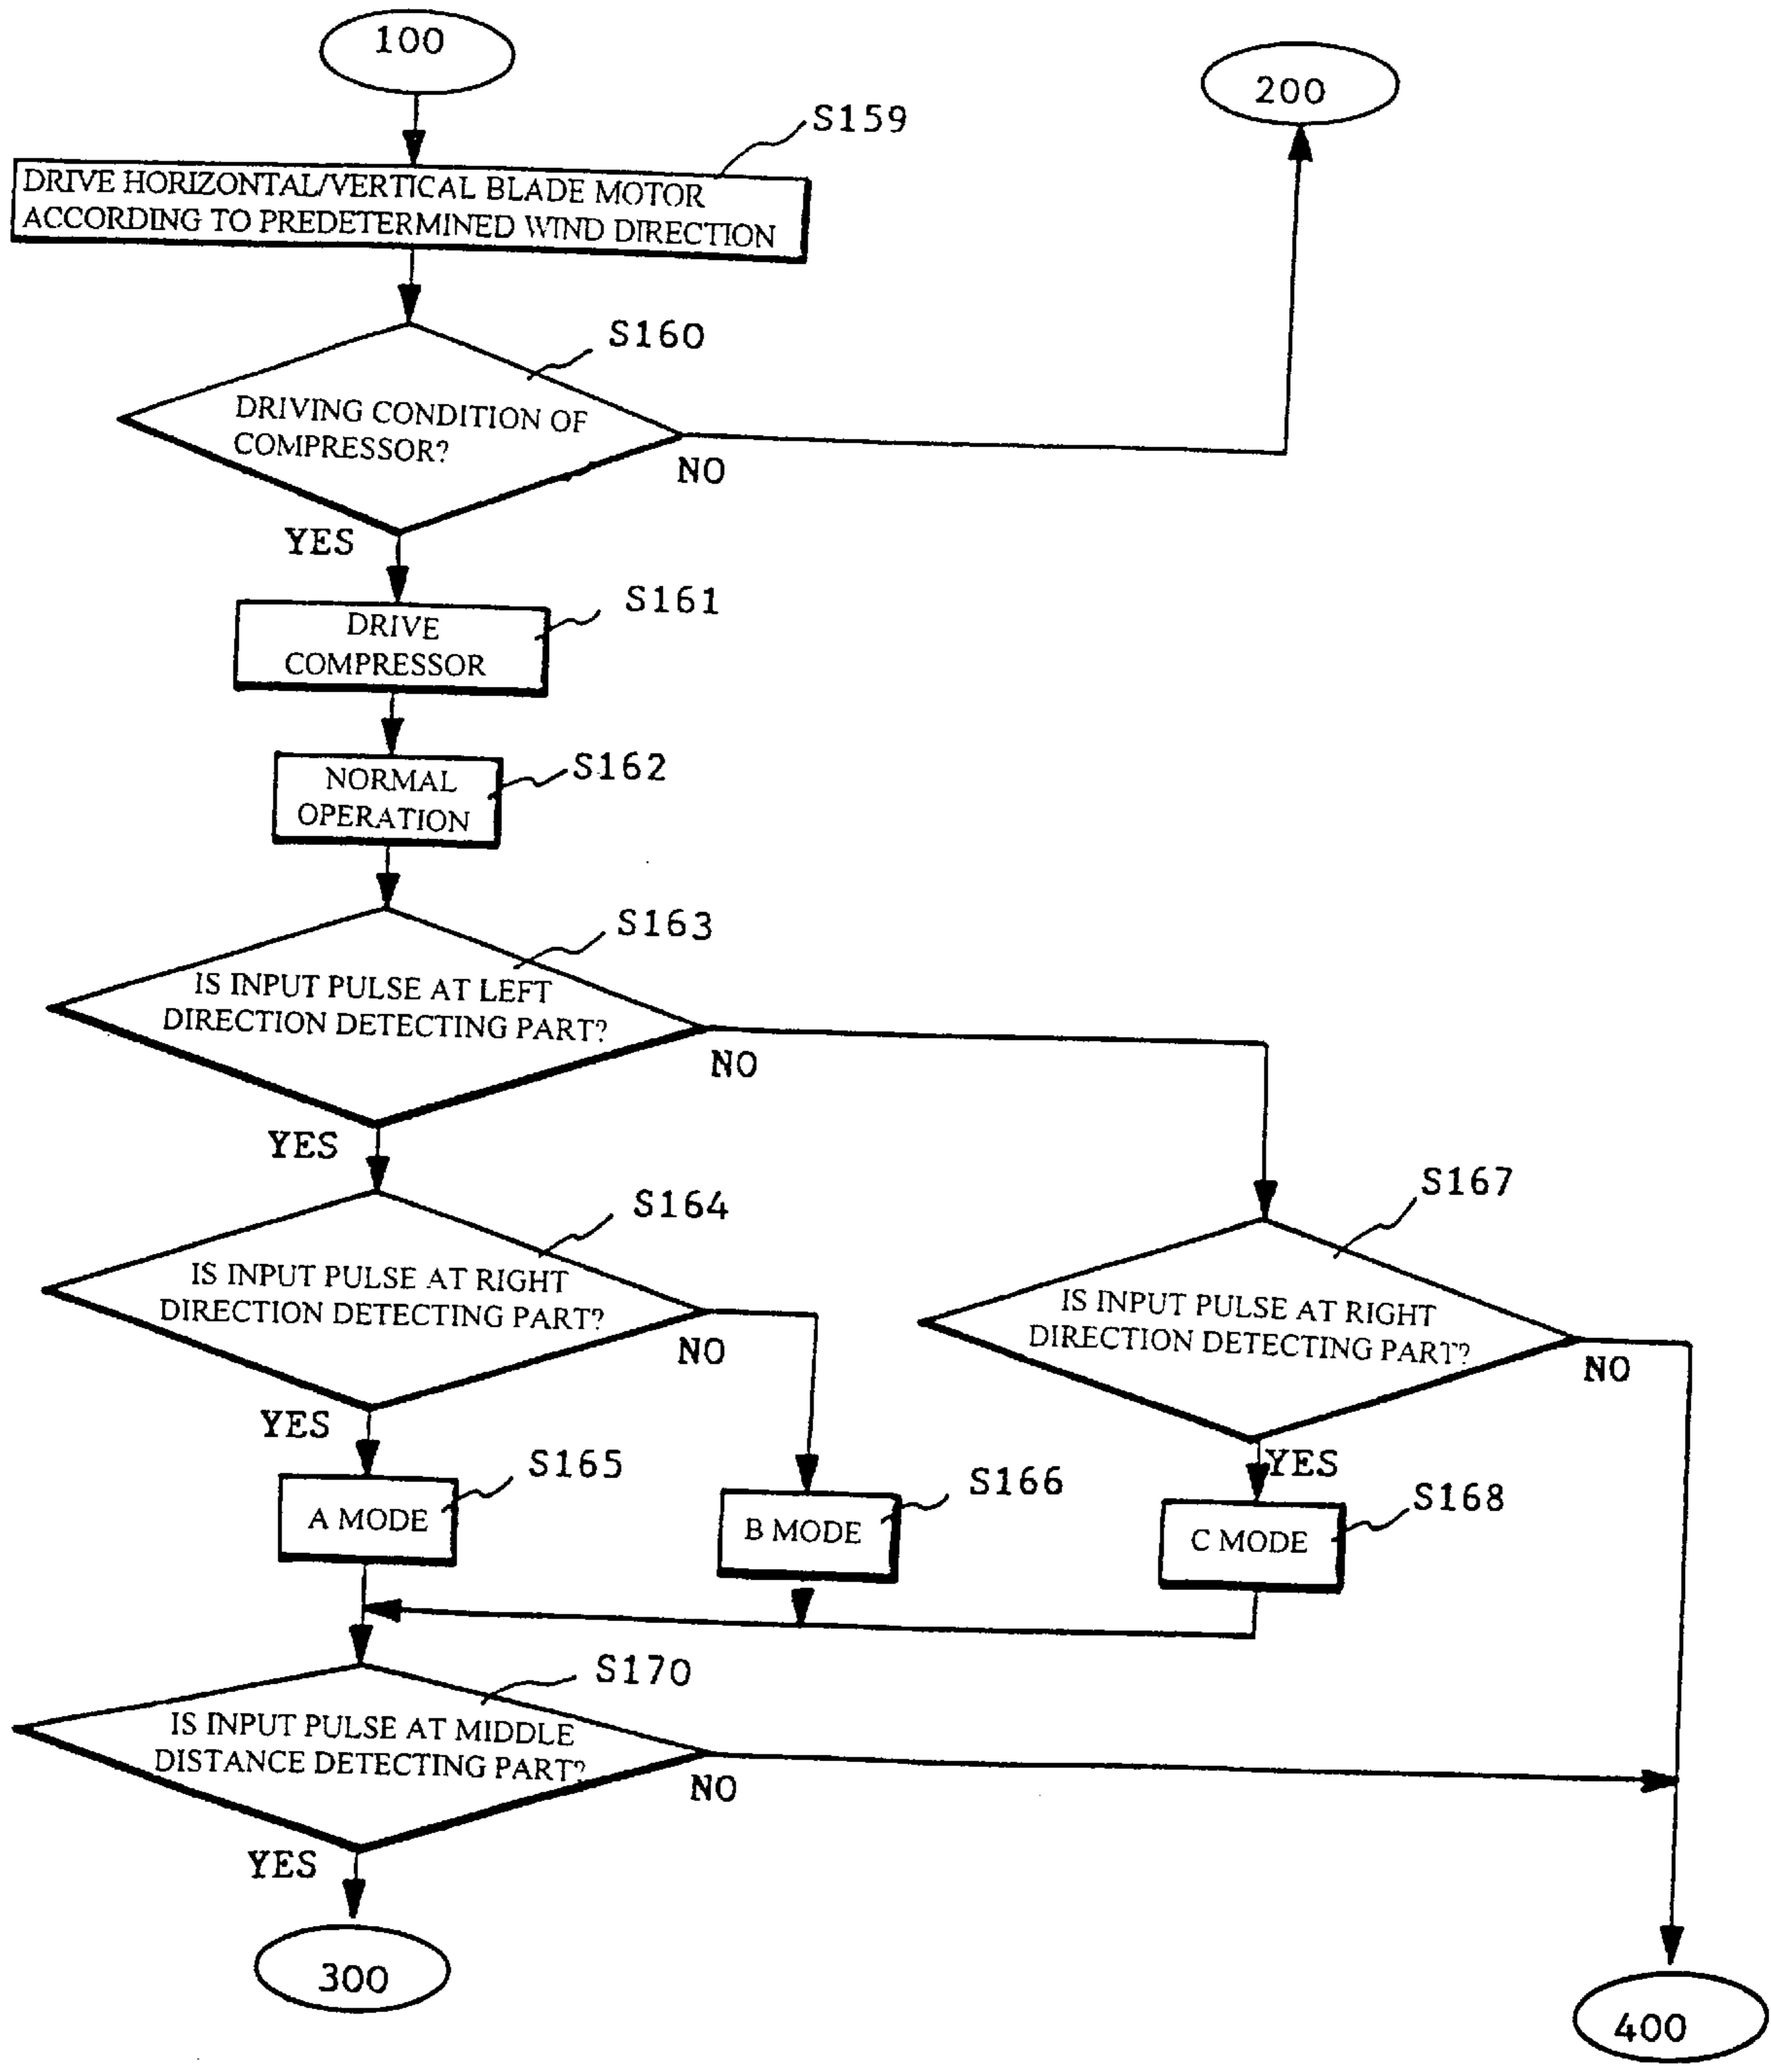 100
200
S159
DRIVE HORIZONTAL/VERTICAL BLADE MOTOR
ACCORDING TO PREDETERMINED WIND DIRECTION
S160
DRIVING CONDITION OF
COMPRESSOR?
NO
YES
S161
DRIVE
COMPRESSOR
S162
NORMAL
OPERATION
S163
IS INPUT PULSE AT LEFT
DIRECTION DETECTING PART?
NO
YES
S164
IS INPUT PULSE AT RIGHT
DIRECTION DETECTING PART?
NO
YES
S167
IS INPUT PULSE AT RIGHT
DIRECTION DETECTING PART?
NO
YES
S165
A MODE
S166
B MODE
S168
C MODE
S170
IS INPUT PULSE AT MIDDLE
DISTANCE DETECTING PART?
NO
YES
300
400